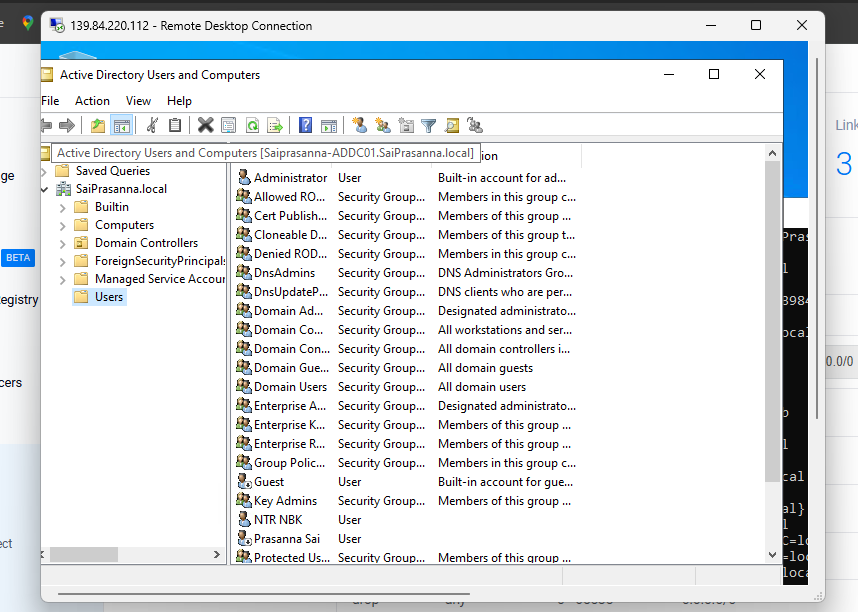 139.84.220.112 - Remote Desktop Connection
Active Directory Users and Computers
File Action View Help
Active Directory Users and Computers [Saiprasanna-ADDC01.SaiPrasanna.local]
ion
Saved Queries
SaiPrasanna.local
Builtin
Computers
Domain Controllers
ForeignSecurityPrincipals
Managed Service Accour
Users
Administrator User Built-in account for ad...
Allowed RO... Security Group... Members in this group c...
Cert Publish... Security Group... Members of this group ...
Cloneable D... Security Group... Members of this group t...
Denied ROD... Security Group... Members in this group c...
DnsAdmins Security Group... DNS Administrators Gro...
DnsUpdateP... Security Group... DNS clients who are per...
Domain Ad... Security Group... Designated administrato...
Domain Co... Security Group... All workstations and ser...
Domain Con... Security Group... All domain controllers i...
Domain Gue... Security Group... All domain guests
Domain Users Security Group... All domain users
Enterprise A... Security Group... Designated administrato...
Enterprise K... Security Group... Members of this group ...
Enterprise R... Security Group... Members of this group ...
Group Polic... Security Group... Members in this group c...
Guest User Built-in account for gue...
Key Admins Security Group... Members of this group ...
NTR NBK User
Prasanna Sai User
Protected Us... Security Group... Members of this group ...
ge
BETA
egistry
cers
ect
Link
3
0.0/0
Pras
l
3984
oca
p
l
cal
al}
l
C=lo
=loc
loca